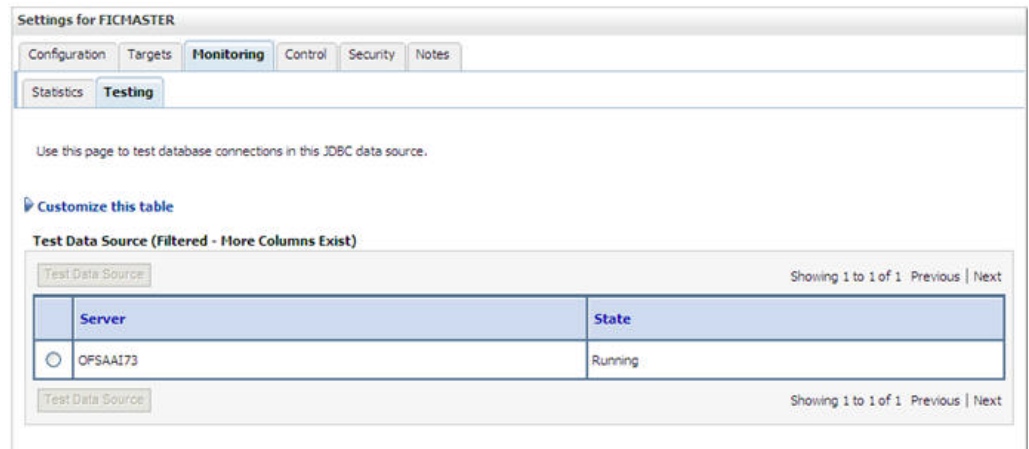 Settings for FICMASTER
Configuration Targets Monitoring Control Security Notes
Statistics Testing
Use this page to test database connections in this JDBC data source.
Customize this table
Test Data Source (Filtered - More Columns Exist)
Test Data Source Showing 1 to 1 of 1 Previous | Next
Server State
OFSAAI73 Running
Test Data Source Showing 1 to 1 of 1 Previous | Next